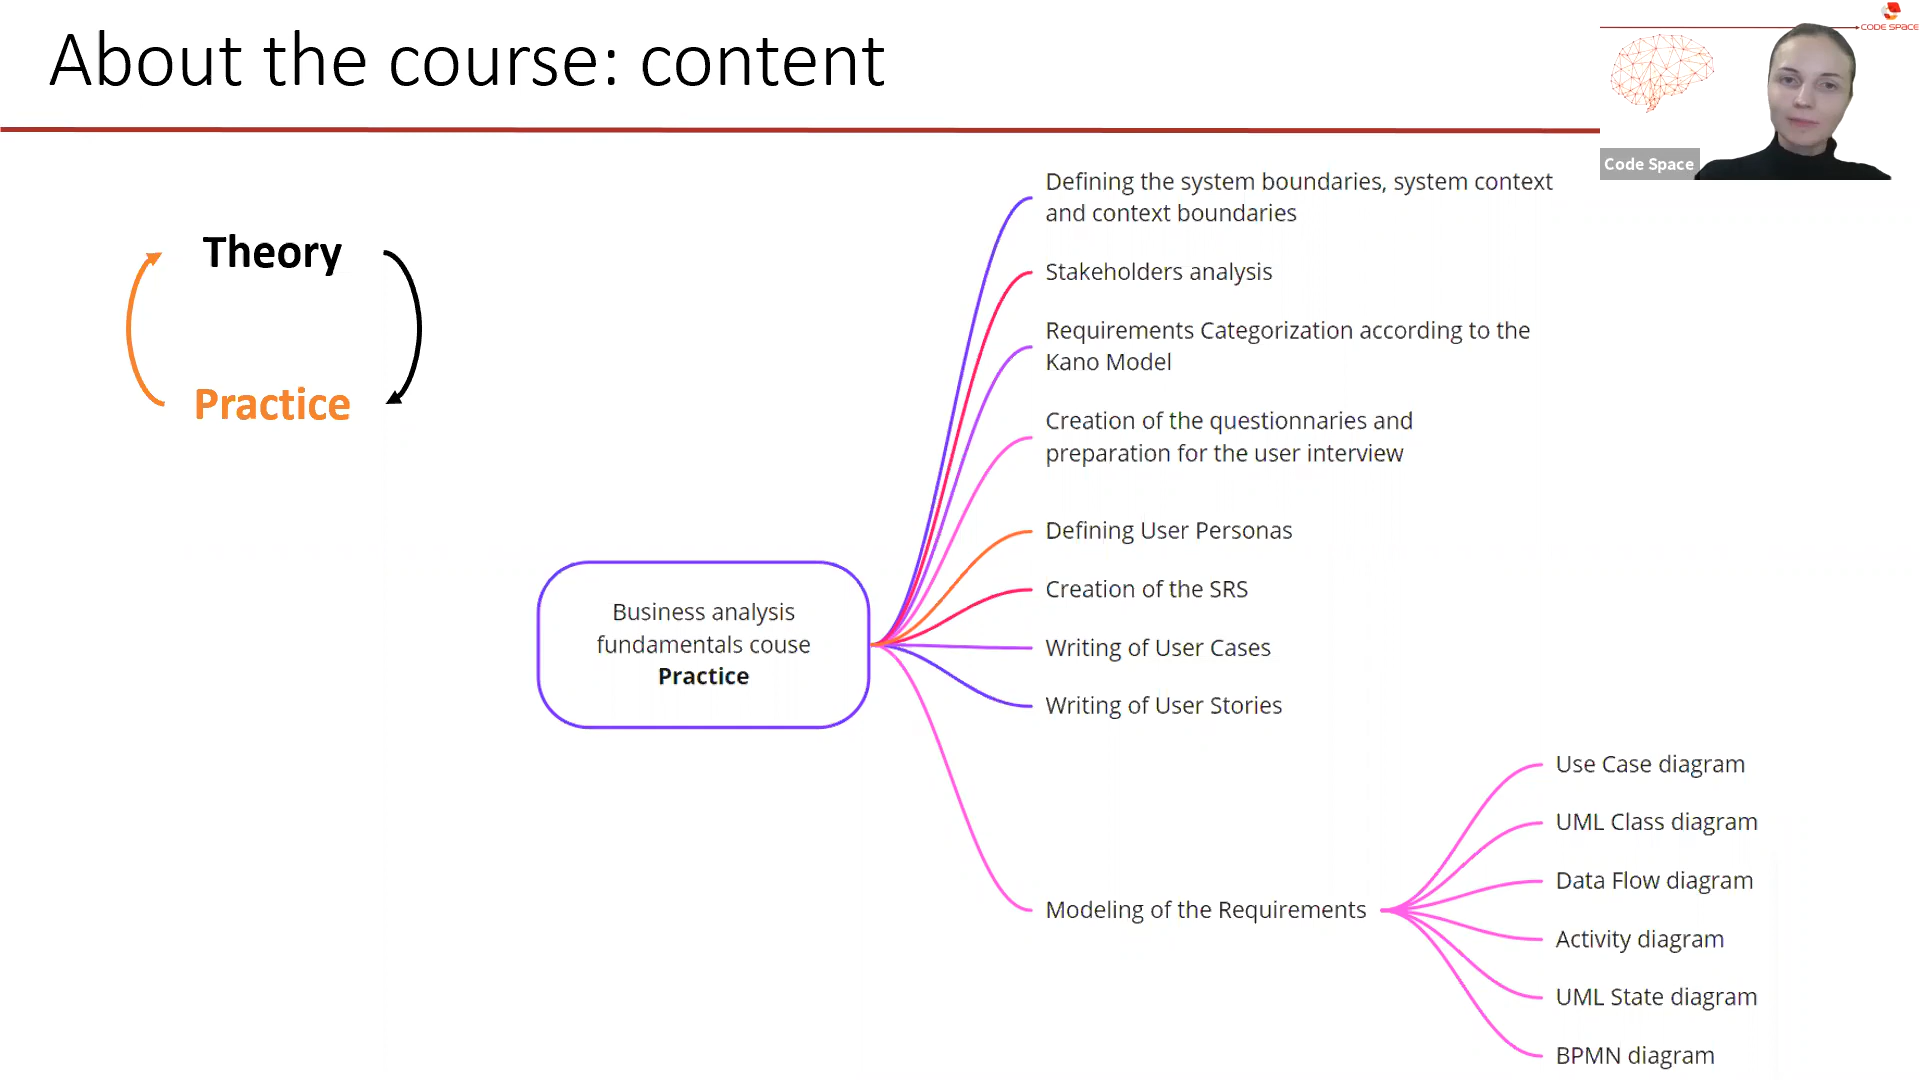 About the course: content
CODE SPACE
Code Space
Theory
Practice
Business analysis
fundamentals couse
Practice
Defining the system boundaries, system context
and context boundaries
Stakeholders analysis
Requirements Categorization according to the
Kano Model
Creation of the questionnaries and
preparation for the user interview
Defining User Personas
Creation of the SRS
Writing of User Cases
Writing of User Stories
Modeling of the Requirements
Use Case diagram
UML Class diagram
Data Flow diagram
Activity diagram
UML State diagram
BPMN diagram